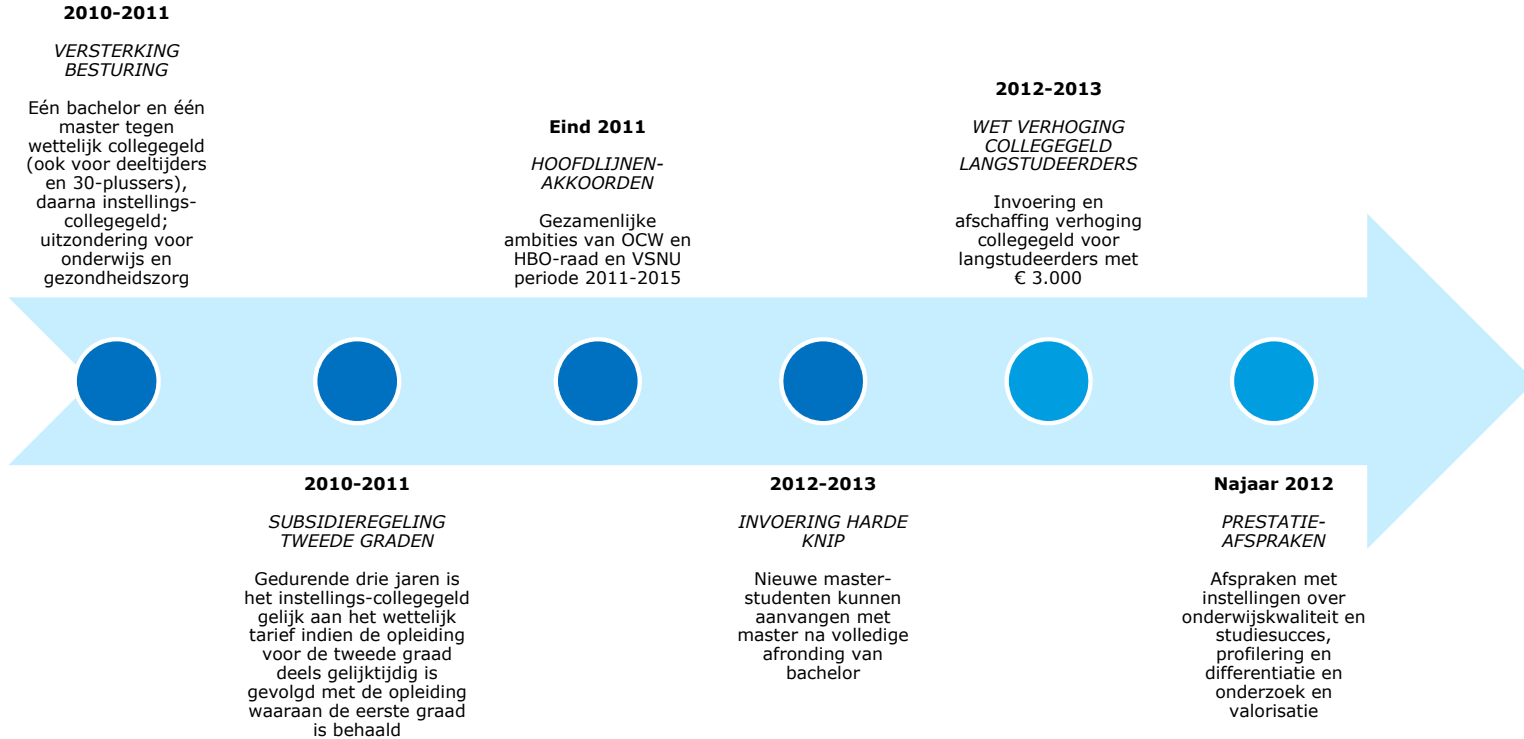 2010-2011
VERSTERKING
BESTURING
Eén bachelor en één
master tegen
wettelijk collegegeld
(ook voor deeltijders
en 30-plussers),
daarna instellings-
collegegeld;
uitzondering voor
onderwijs en
gezondheidszorg
2010-2011
SUBSIDIEREGELING
TWEEDE GRADEN
Gedurende drie jaren is
het instellings-collegegeld
gelijk aan het wettelijk
tarief indien de opleiding
voor de tweede graad
deels gelijktijdig is
gevolgd met de opleiding
waaraan de eerste graad
is behaald
Eind 2011
HOOFDLIJNEN-
AKKOORDEN
Gezamenlijke
ambities van OCW en
HBO-raad en VSNU
periode 2011-2015
2012-2013
INVOERING HARDE
KNIP
Nieuwe master-
studenten kunnen
aanvangen met
master na volledige
afronding van
bachelor
2012-2013
WET VERHOGING
COLLEGEGELD
LANGSTUDEERDERS
Invoering en
afschaffing verhoging
collegegeld voor
langstudeerders met
€ 3.000
Najaar 2012
PRESTATIE-
AFSPRAKEN
Afspraken met
instellingen over
onderwijskwaliteit en
studiesucces,
profilering en
differentiatie en
onderzoek en
valorisatie